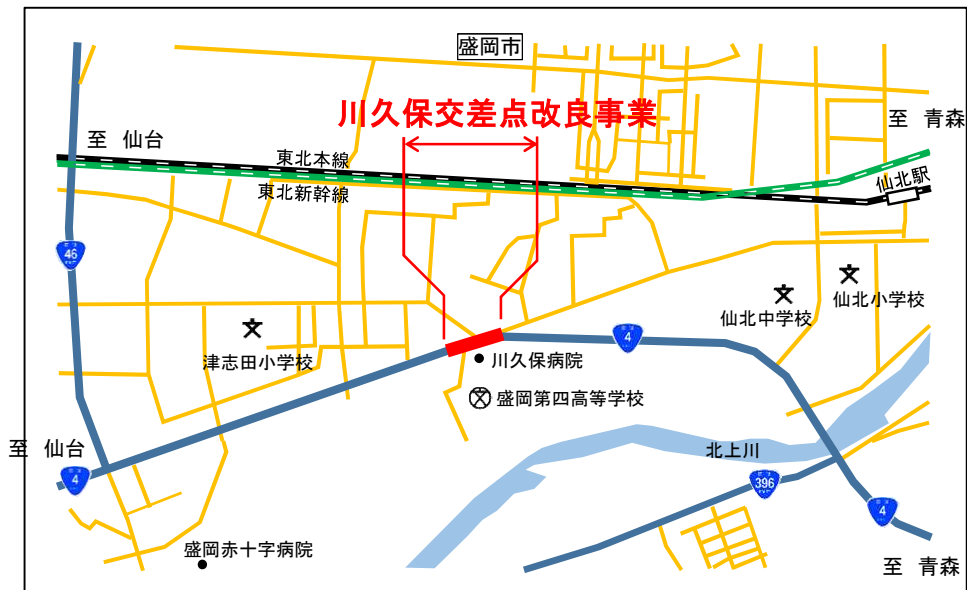 盛岡市
川久保交差点改良事業
至 仙台
至 青森
東北本線
東北新幹線
仙北駅
46
仙北小学校
仙北中学校
4
津志田小学校
川久保病院
盛岡第四高等学校
至 仙台
4
北上川
396
4
盛岡赤十字病院
至 青森